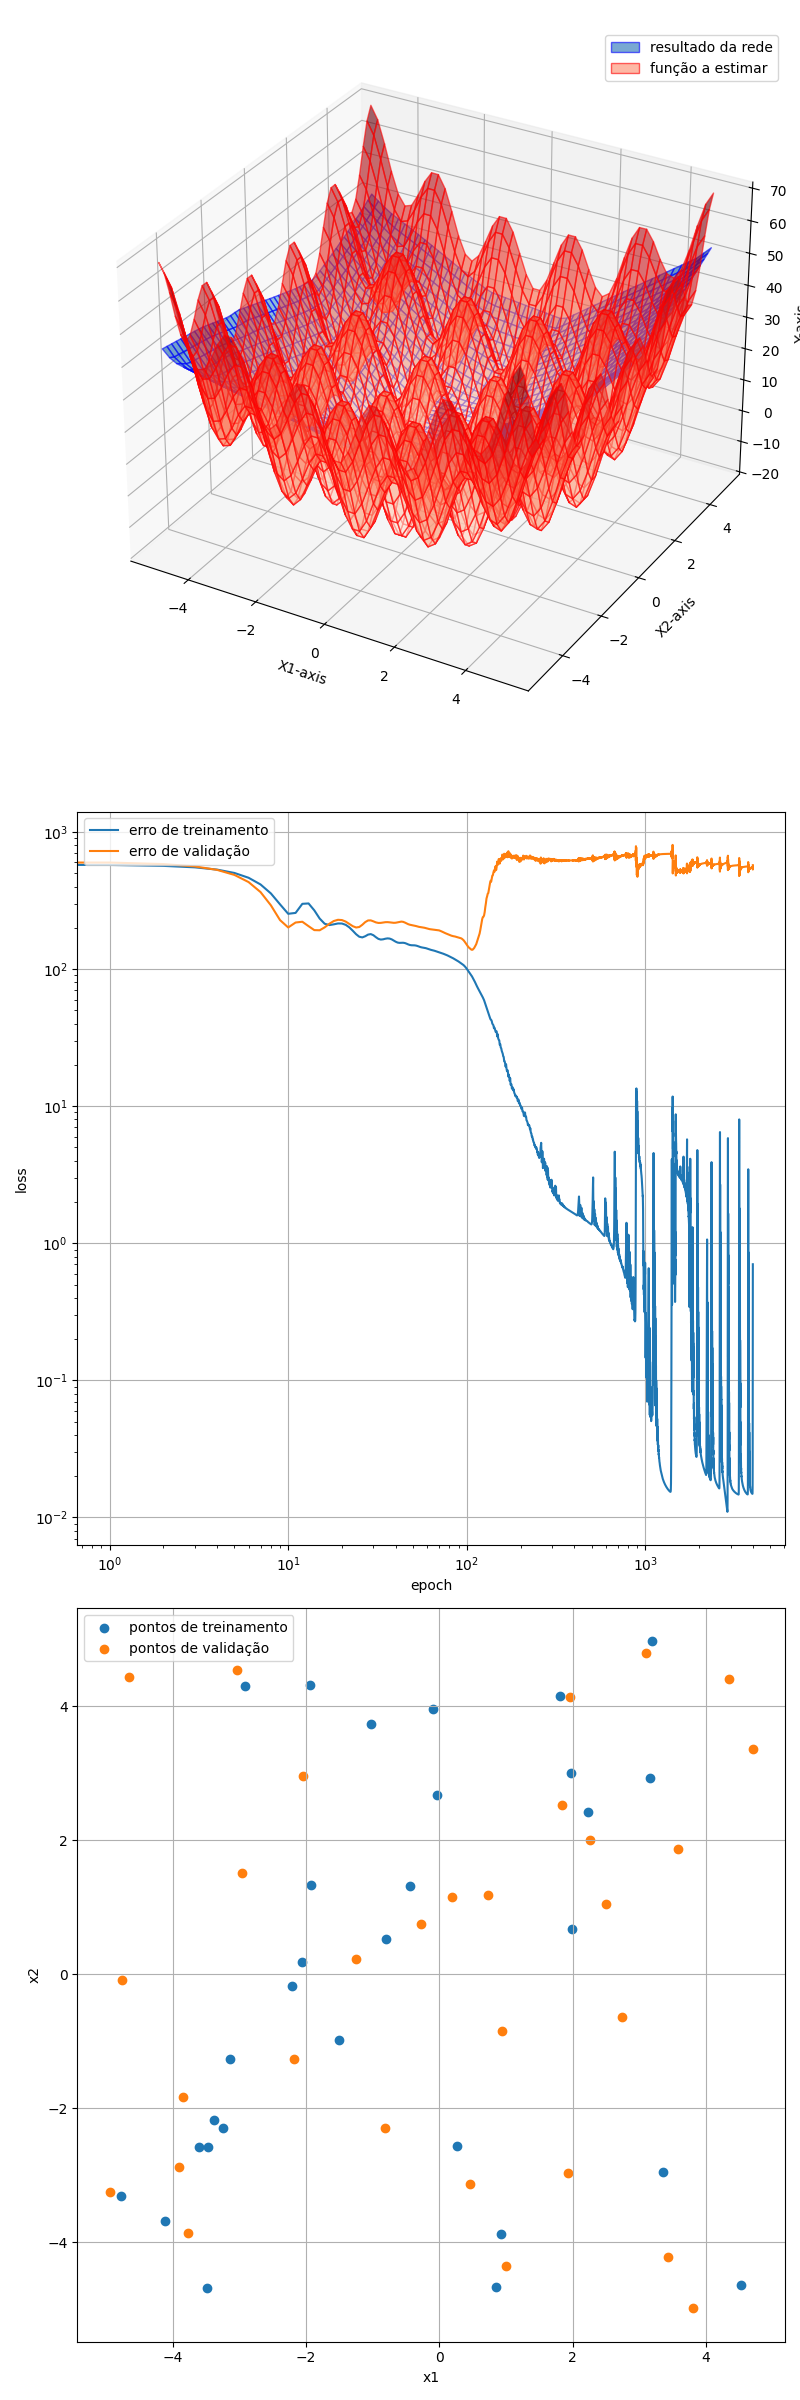 resultado da rede
função a estimar
70
60
50
40
30
20
10
0
−10
−20
4
2
0
−2
−4
X2-axis
−4
−2
0
2
4
X1-axis
erro de treinamento
erro de validação
10³
10²
10¹
10⁰
10⁻¹
10⁻²
loss
10⁰ 10¹ 10² 10³
epoch
pontos de treinamento
pontos de validação
4
2
0
−2
−4
x2
−4 −2 0 2 4
x1